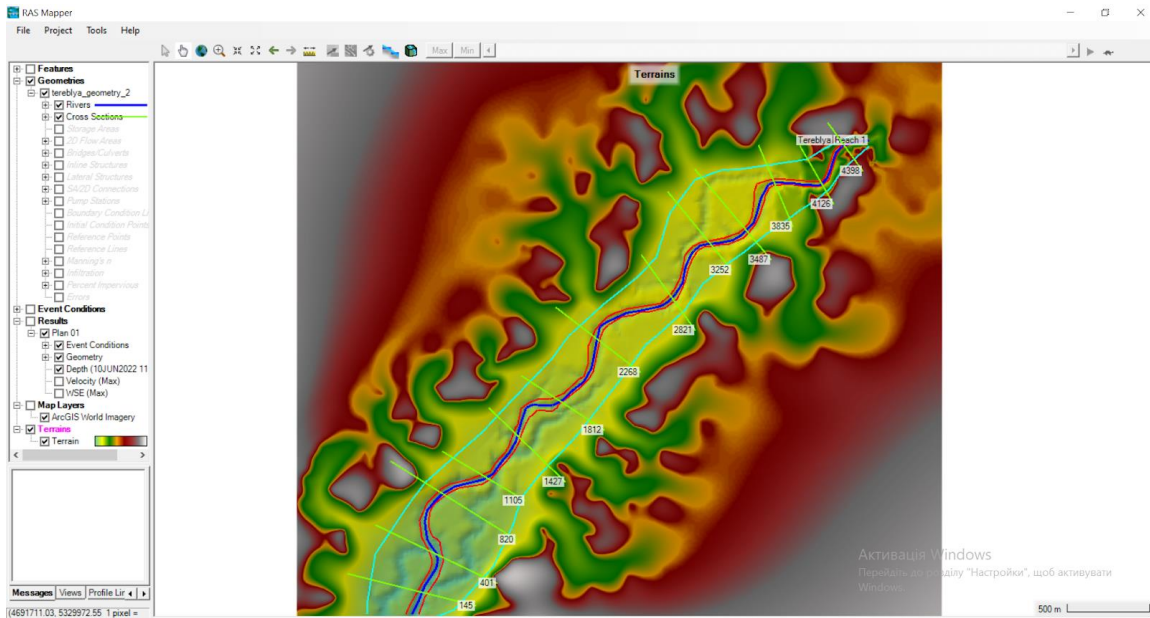 RAS Mapper
File Project Tools Help
Max Min
Features
Geometries
tereblya_geometry_2
Rivers
Cross Sections
Storage Areas
2D Flow Areas
Bridges/Culverts
Inline Structures
Lateral Structures
SA/2D Connections
Pump Stations
Boundary Condition Li
Initial Condition Points
Reference Points
Reference Lines
Manning's n
Infiltration
Percent Impervious
Errors
Event Conditions
Results
Plan 01
Event Conditions
Geometry
Depth (10JUN2022 11
Velocity (Max)
WSE (Max)
Map Layers
ArcGIS World Imagery
Terrains
Terrain
Messages Views Profile Lir
(4691711.03, 5329972.55 1 pixel =
Terrains
Tereblya Reach 1
4398
4126
3835
3487
3252
2821
2268
1812
1427
1105
820
401
145
Активація Windows
Перейдіть до розділу "Настройки", щоб активувати
Windows.
500 m